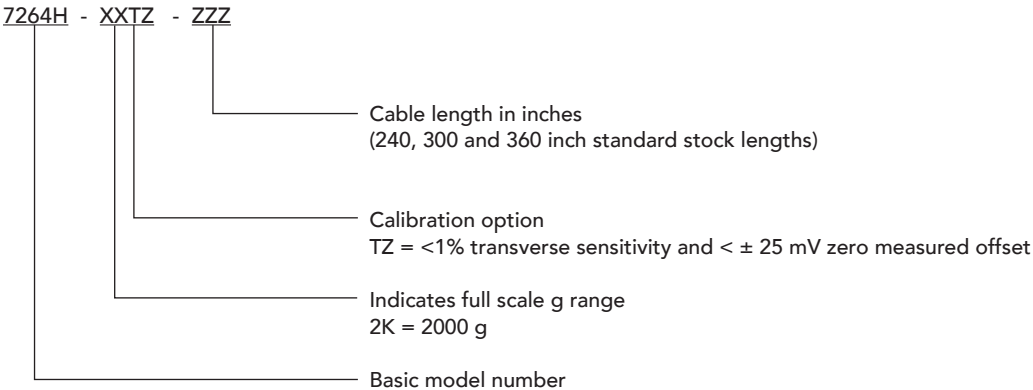 7264H - XXTZ - ZZZ
Cable length in inches
(240, 300 and 360 inch standard stock lengths)
Calibration option
TZ = <1% transverse sensitivity and < ± 25 mV zero measured offset
Indicates full scale g range
2K = 2000 g
Basic model number